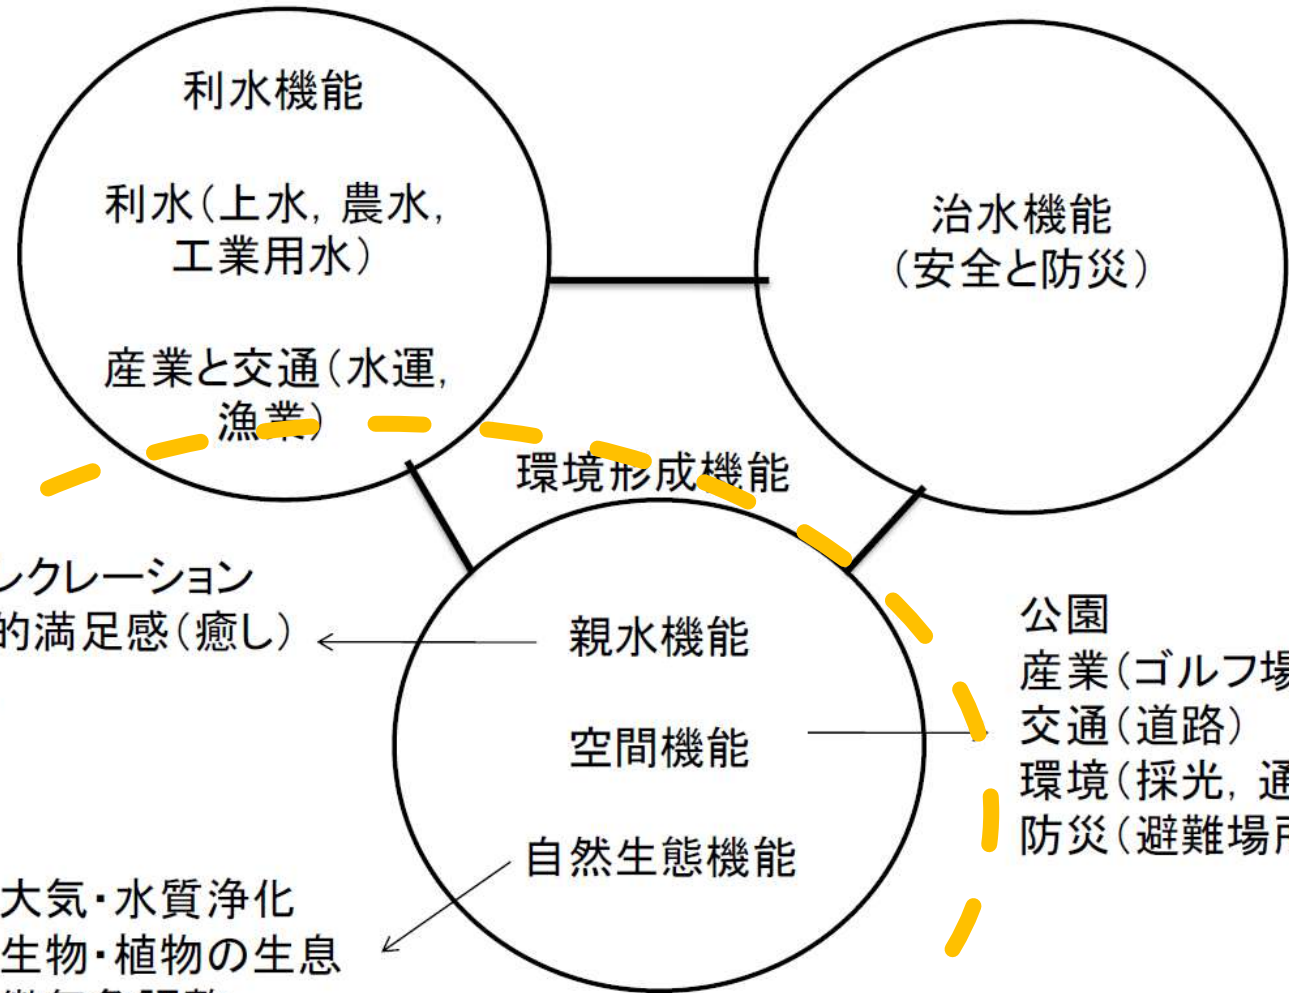 利水機能
利水(上水, 農水,
工業用水)
産業と交通(水運,
漁業)
治水機能
(安全と防災)
環境形成機能
レクレーション
的満足感(癒し)
親水機能
空間機能
自然生態機能
公園
産業(ゴルフ場
交通(道路)
環境(採光, 通
防災(避難場所
大気・水質浄化
生物・植物の生息